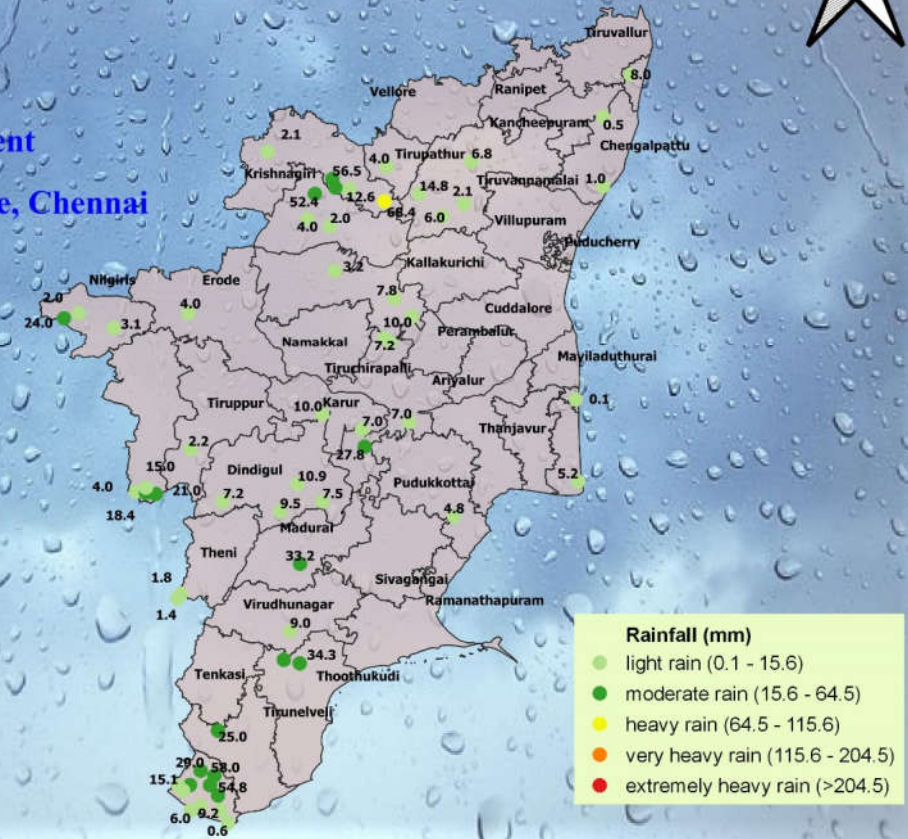 Tiruvallur
8.0
Ranipet
Vellore
Kancheepuram
0.5
ent
2.1
Chengalpattu
4.0 Tirupathur 6.8
Krishnagiri 56.5
14.8 2.1 Tiruvannamalai 1.0
e, Chennai
52.4 12.6 68.4
4.0 2.0 6.0 Villupuram
Puducherry
3.2 Kallakurichi
Nilgiris Erode
2.0 4.0 7.8
24.0 3.1 10.0 Cuddalore
Perambalur
Namakkal 7.2
Mayiladuthurai
Tiruchirapalli
Ariyalur
0.1
Tiruppur 10.0 Karur
7.0 7.0 Thanjavur
2.2 27.8
15.0 Dindigul 5.2
4.0 21.0 10.9 Pudukkottai
7.2 7.5
18.4 9.5 4.8
Madurai
Theni 33.2
1.8 Sivagangai
1.4 Virudhunagar Ramanathapuram
9.0
34.3
Tenkasi Thoothukudi
Tirunelveli
25.0
29.0 58.0
15.1 54.8
6.0 9.2
0.6
Rainfall (mm)
light rain (0.1 - 15.6)
moderate rain (15.6 - 64.5)
heavy rain (64.5 - 115.6)
very heavy rain (115.6 - 204.5)
extremely heavy rain (>204.5)